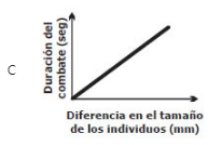 C
Duración del
combate (seg)
Diferencia en el tamaño
de los individuos (mm)